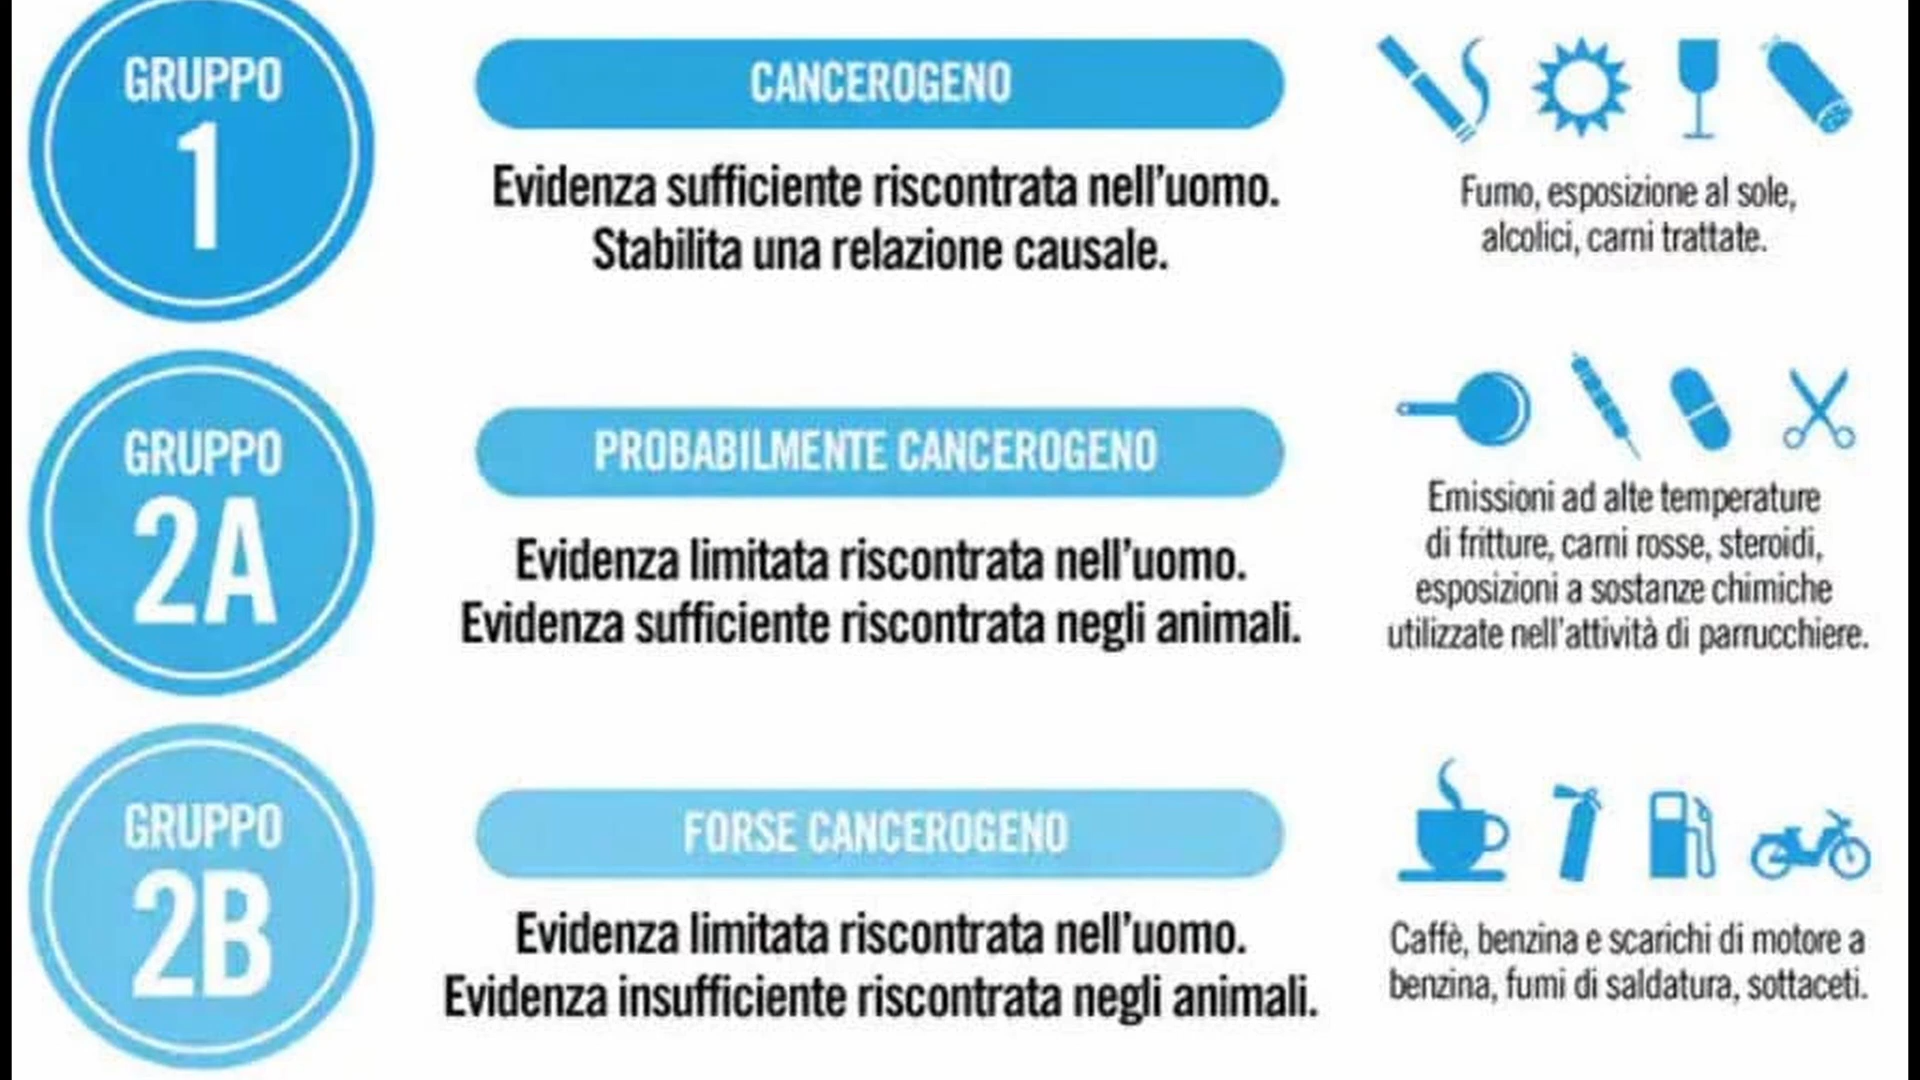 GRUPPO
1
CANCEROGENO
Evidenza sufficiente riscontrata nell'uomo.
Stabilita una relazione causale.
Fumo, esposizione al sole,
alcolici, carni trattate.
GRUPPO
2A
PROBABILMENTE CANCEROGENO
Evidenza limitata riscontrata nell'uomo.
Evidenza sufficiente riscontrata negli animali.
Emissioni ad alte temperature
di fritture, carni rosse, steroidi,
esposizioni a sostanze chimiche
utilizzate nell'attività di parrucchiere.
GRUPPO
2B
FORSE CANCEROGENO
Evidenza limitata riscontrata nell'uomo.
Evidenza insufficiente riscontrata negli animali.
Caffè, benzina e scarichi di motore a
benzina, fumi di saldatura, sottaceti.